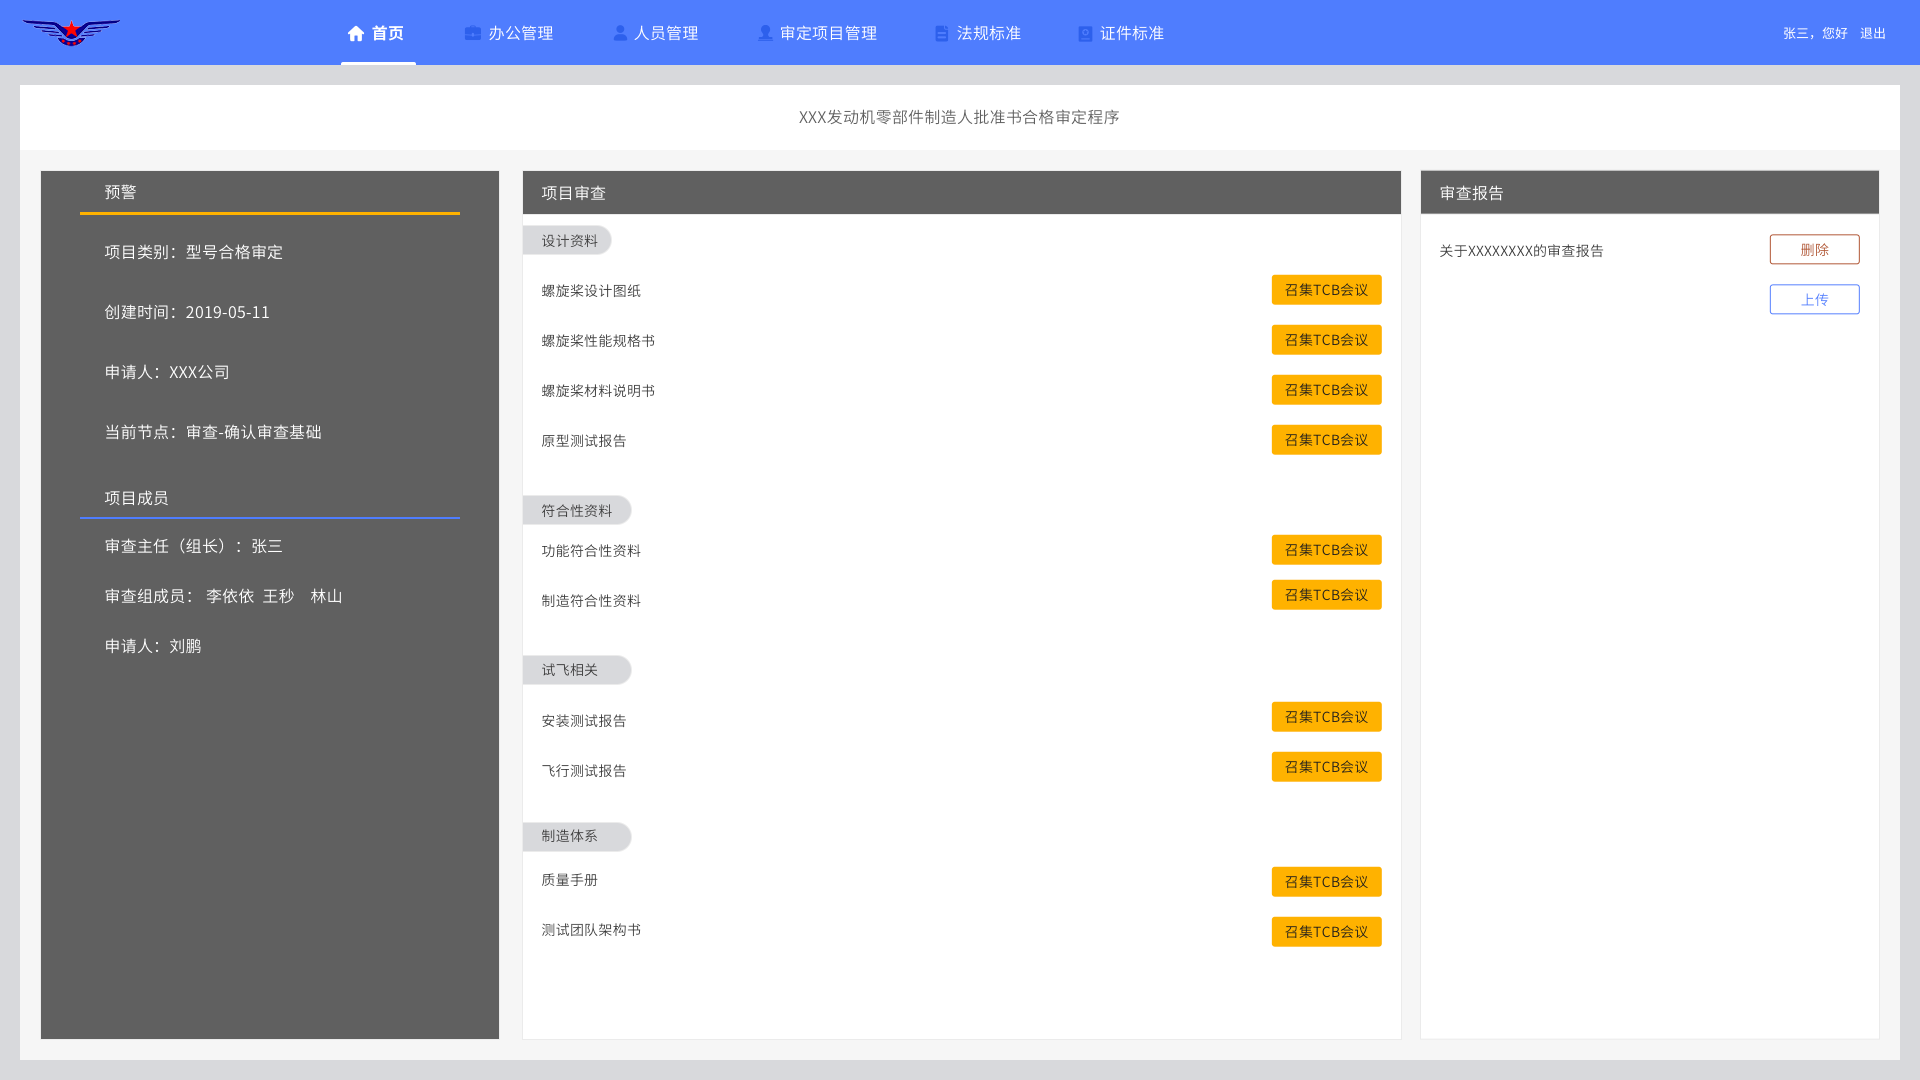 首页 办公管理 人员管理 审定项目管理 法规标准 证件标准 张三，您好 退出
XXX发动机零部件制造人批准书合格审定程序
预警
项目类别：型号合格审定
创建时间：2019-05-11
申请人：XXX公司
当前节点：审查-确认审查基础
项目成员
审查主任（组长）：张三
审查组成员： 李依依 王秒 林山
申请人：刘鹏
项目审查
设计资料
螺旋桨设计图纸 召集TCB会议
螺旋桨性能规格书 召集TCB会议
螺旋桨材料说明书 召集TCB会议
原型测试报告 召集TCB会议
符合性资料
功能符合性资料 召集TCB会议
制造符合性资料 召集TCB会议
试飞相关
安装测试报告 召集TCB会议
飞行测试报告 召集TCB会议
制造体系
质量手册 召集TCB会议
测试团队架构书 召集TCB会议
审查报告
关于XXXXXXXX的审查报告 删除
上传